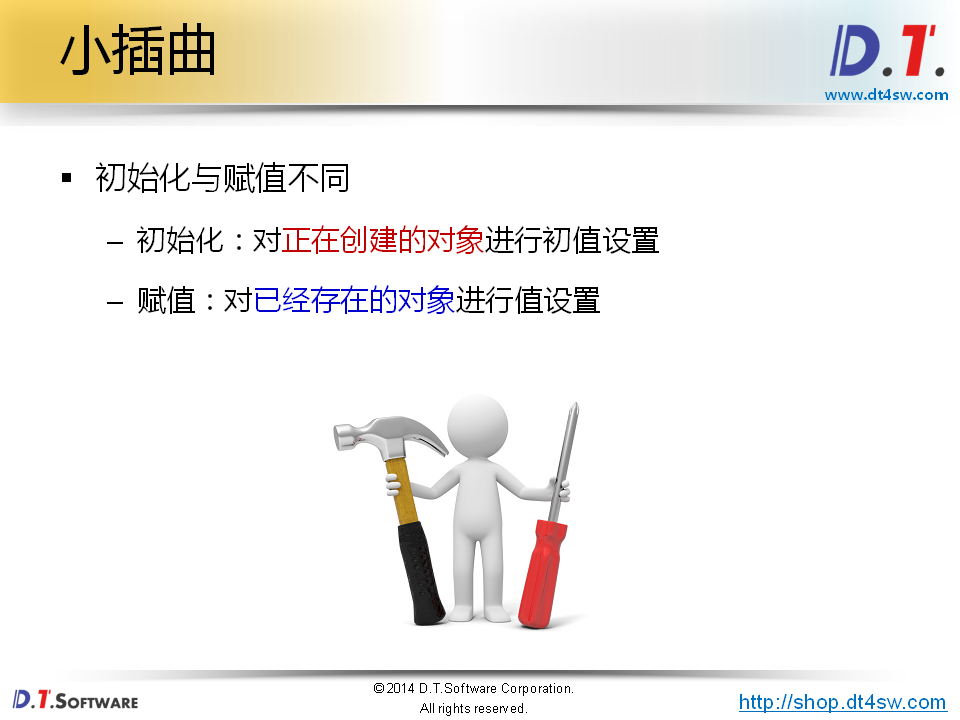 小插曲
D.T.
www.dt4sw.com
▪ 初始化与赋值不同
– 初始化：对正在创建的对象进行初值设置
– 赋值：对已经存在的对象进行值设置
D.T.SOFTWARE
©2014 D.T.Software Corporation.
All rights reserved.
http://shop.dt4sw.com